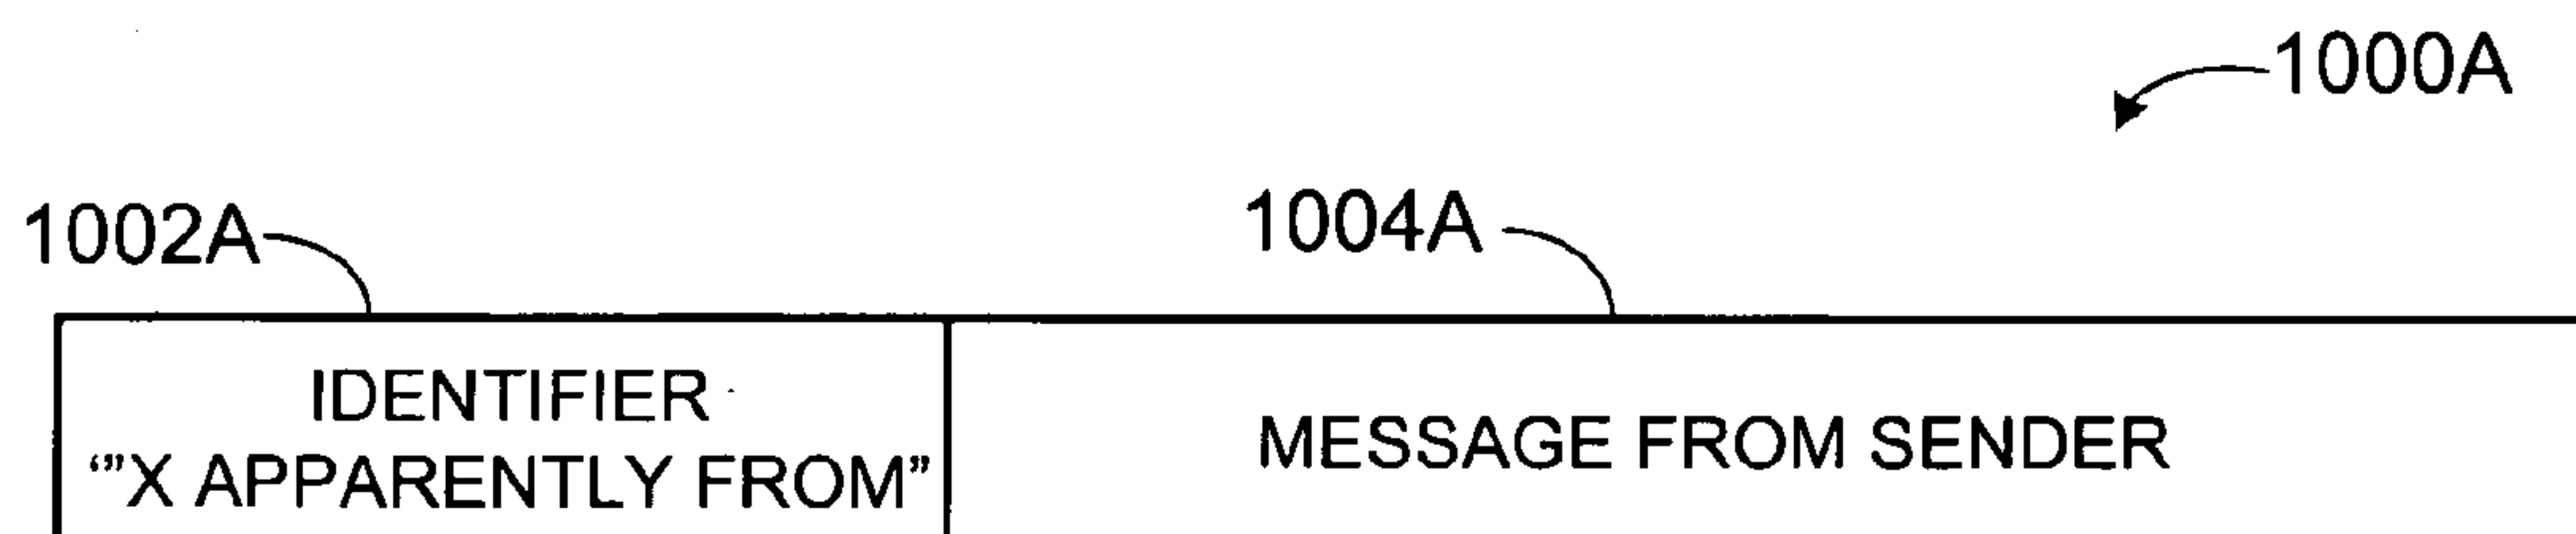 1000A
1002A
1004A
IDENTIFIER
‘”X APPARENTLY FROM”
MESSAGE FROM SENDER